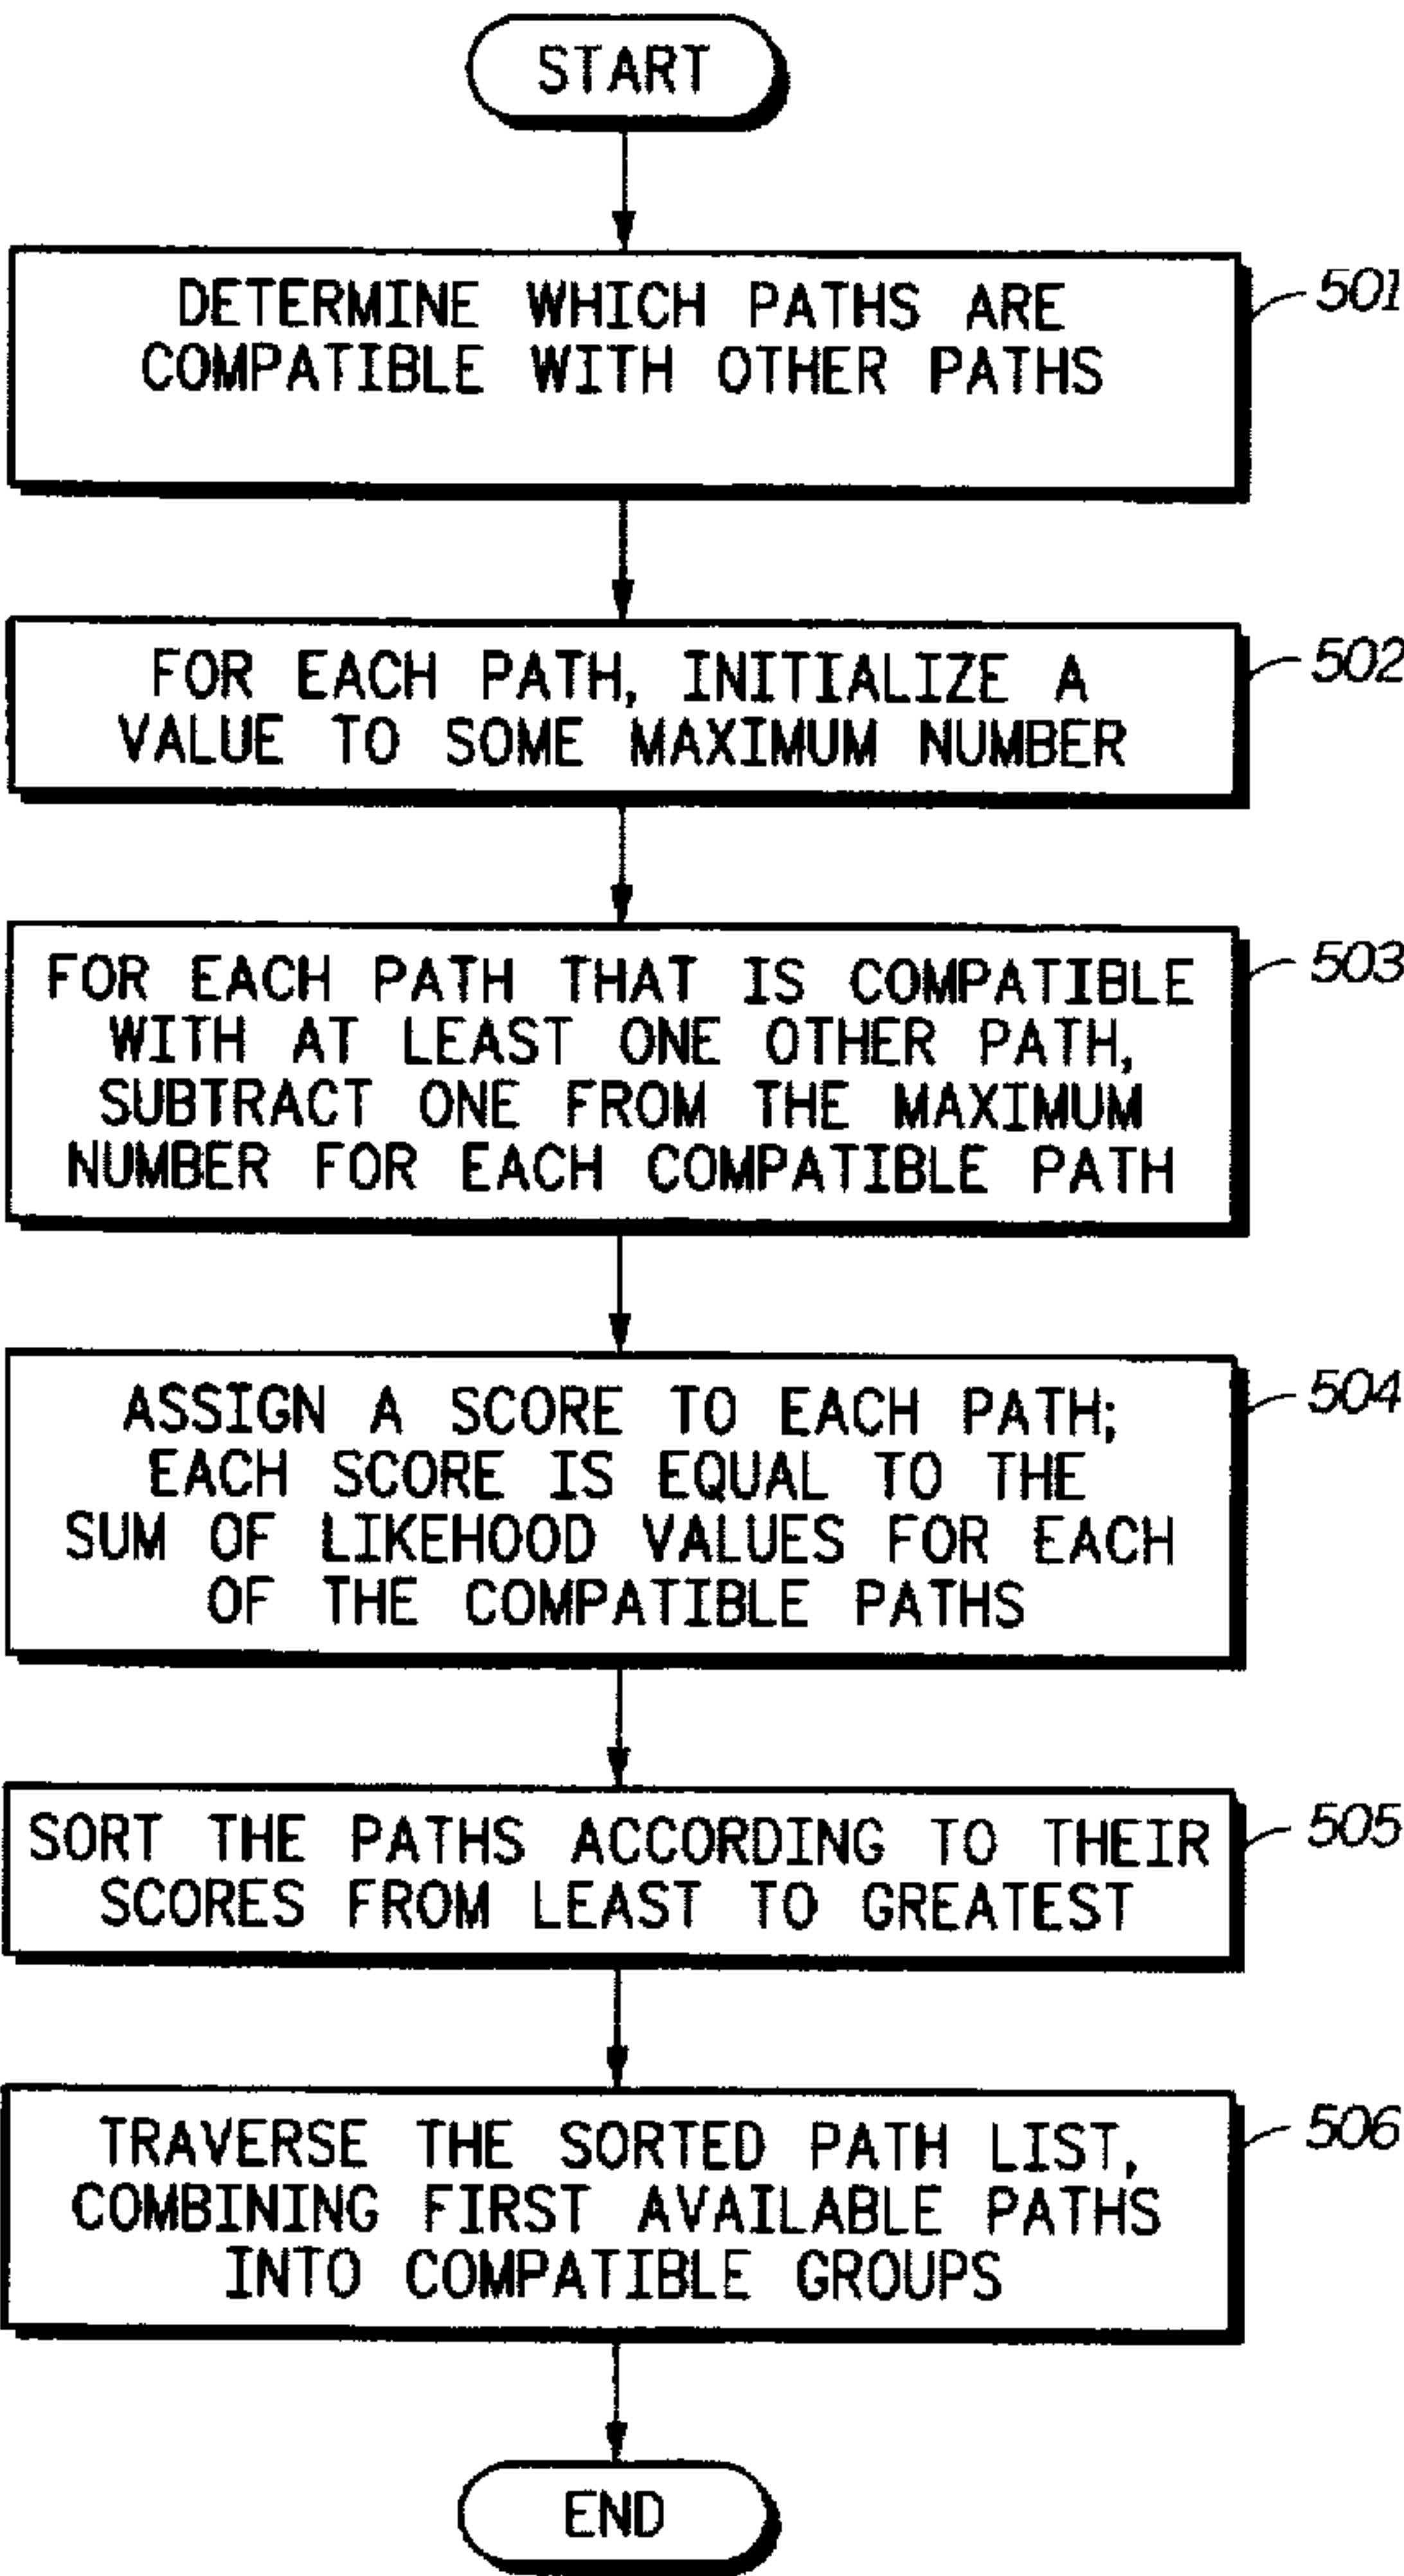 START
DETERMINE WHICH PATHS ARE
COMPATIBLE WITH OTHER PATHS
501
FOR EACH PATH, INITIALIZE A
VALUE TO SOME MAXIMUM NUMBER
502
FOR EACH PATH THAT IS COMPATIBLE
WITH AT LEAST ONE OTHER PATH,
SUBTRACT ONE FROM THE MAXIMUM
NUMBER FOR EACH COMPATIBLE PATH
503
ASSIGN A SCORE TO EACH PATH;
EACH SCORE IS EQUAL TO THE
SUM OF LIKEHOOD VALUES FOR EACH
OF THE COMPATIBLE PATHS
504
SORT THE PATHS ACCORDING TO THEIR
SCORES FROM LEAST TO GREATEST
505
TRAVERSE THE SORTED PATH LIST,
COMBINING FIRST AVAILABLE PATHS
INTO COMPATIBLE GROUPS
506
END